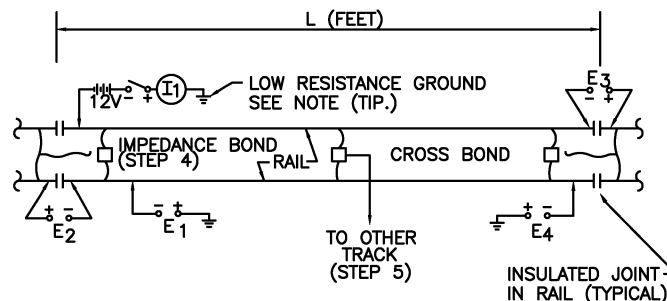 L (FEET)
12V - + I1
LOW RESISTANCE GROUND
SEE NOTE (TIP.)
E3
- +
IMPEDANCE BOND
(STEP 4)
RAIL
CROSS BOND
+ -
E2
- +
E1
+ -
E4
TO OTHER
TRACK
(STEP 5)
INSULATED JOINT
IN RAIL (TYPICAL)